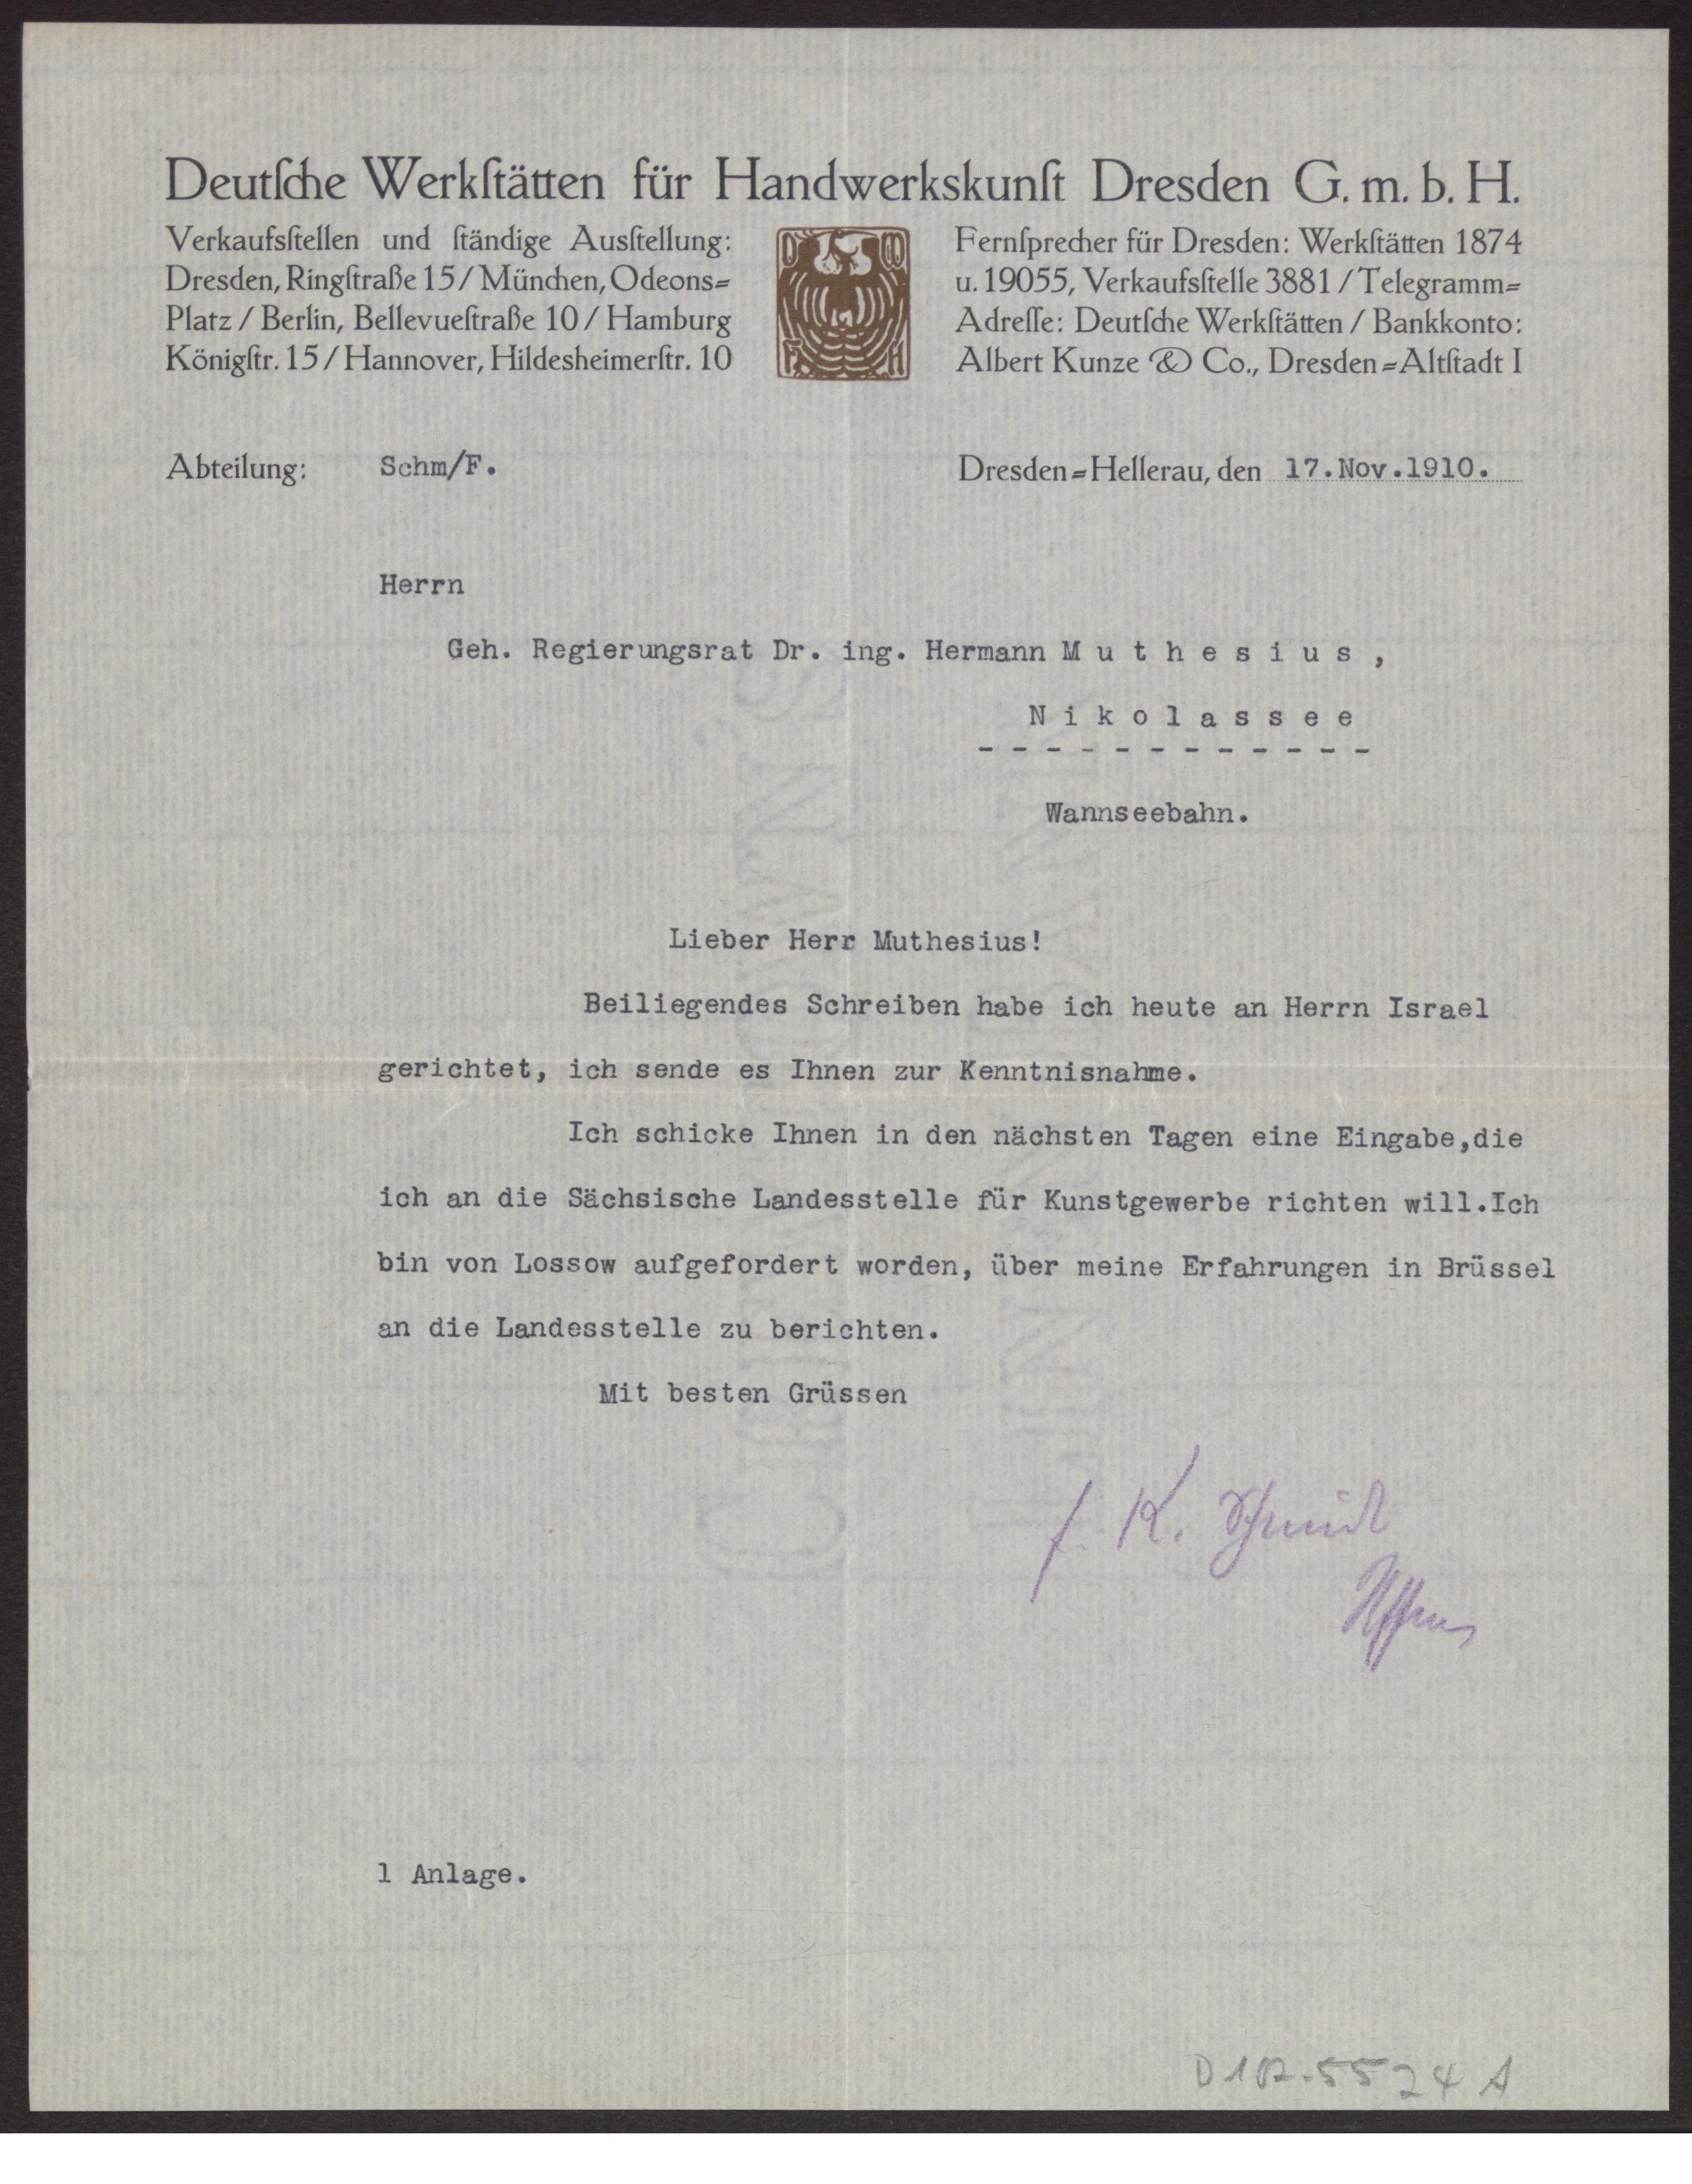 Deutſche Werkſtätten für Handwerkskunſt Dresden G. m. b. H.
Verkaufsſtellen und ſtändige Ausſtellung:
Dresden, Ringſtraße 15 / München, Odeons=
Platz / Berlin, Bellevueſtraße 10 / Hamburg
Königſtr. 15 / Hannover, Hildesheimerſtr. 10
D W
F H
Fernſprecher für Dresden: Werkſtätten 1874
u. 19055, Verkaufsſtelle 3881 / Telegramm=
Adreſſe: Deutſche Werkſtätten / Bankkonto:
Albert Kunze & Co., Dresden=Altſtadt I
Abteilung: Schm/F.
Dresden=Hellerau, den 17.Nov.1910.
Herrn
Geh. Regierungsrat Dr. ing. Hermann M u t h e s i u s ,
N i k o l a s s e e
- - - - - - - - - - - -
Wannseebahn.
Lieber Herr Muthesius!
Beiliegendes Schreiben habe ich heute an Herrn Israel
gerichtet, ich sende es Ihnen zur Kenntnisnahme.
Ich schicke Ihnen in den nächsten Tagen eine Eingabe,die
ich an die Sächsische Landesstelle für Kunstgewerbe richten will.Ich
bin von Lossow aufgefordert worden, über meine Erfahrungen in Brüssel
an die Landesstelle zu berichten.
Mit besten Grüssen
f. K. Schmidt
1 Anlage.
D 102-5524 A